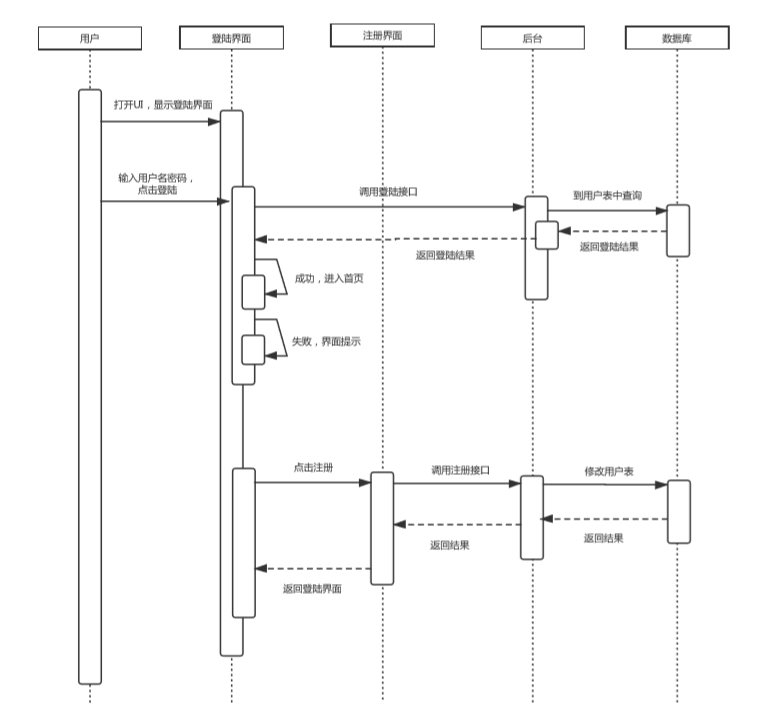 用户
登陆界面
注册界面
后台
数据库
打开UI，显示登陆界面
输入用户名密码，
点击登陆
调用登陆接口
到用户表中查询
返回登陆结果
返回登陆结果
成功，进入首页
失败，界面提示
点击注册
调用注册接口
修改用户表
返回结果
返回结果
返回登陆界面